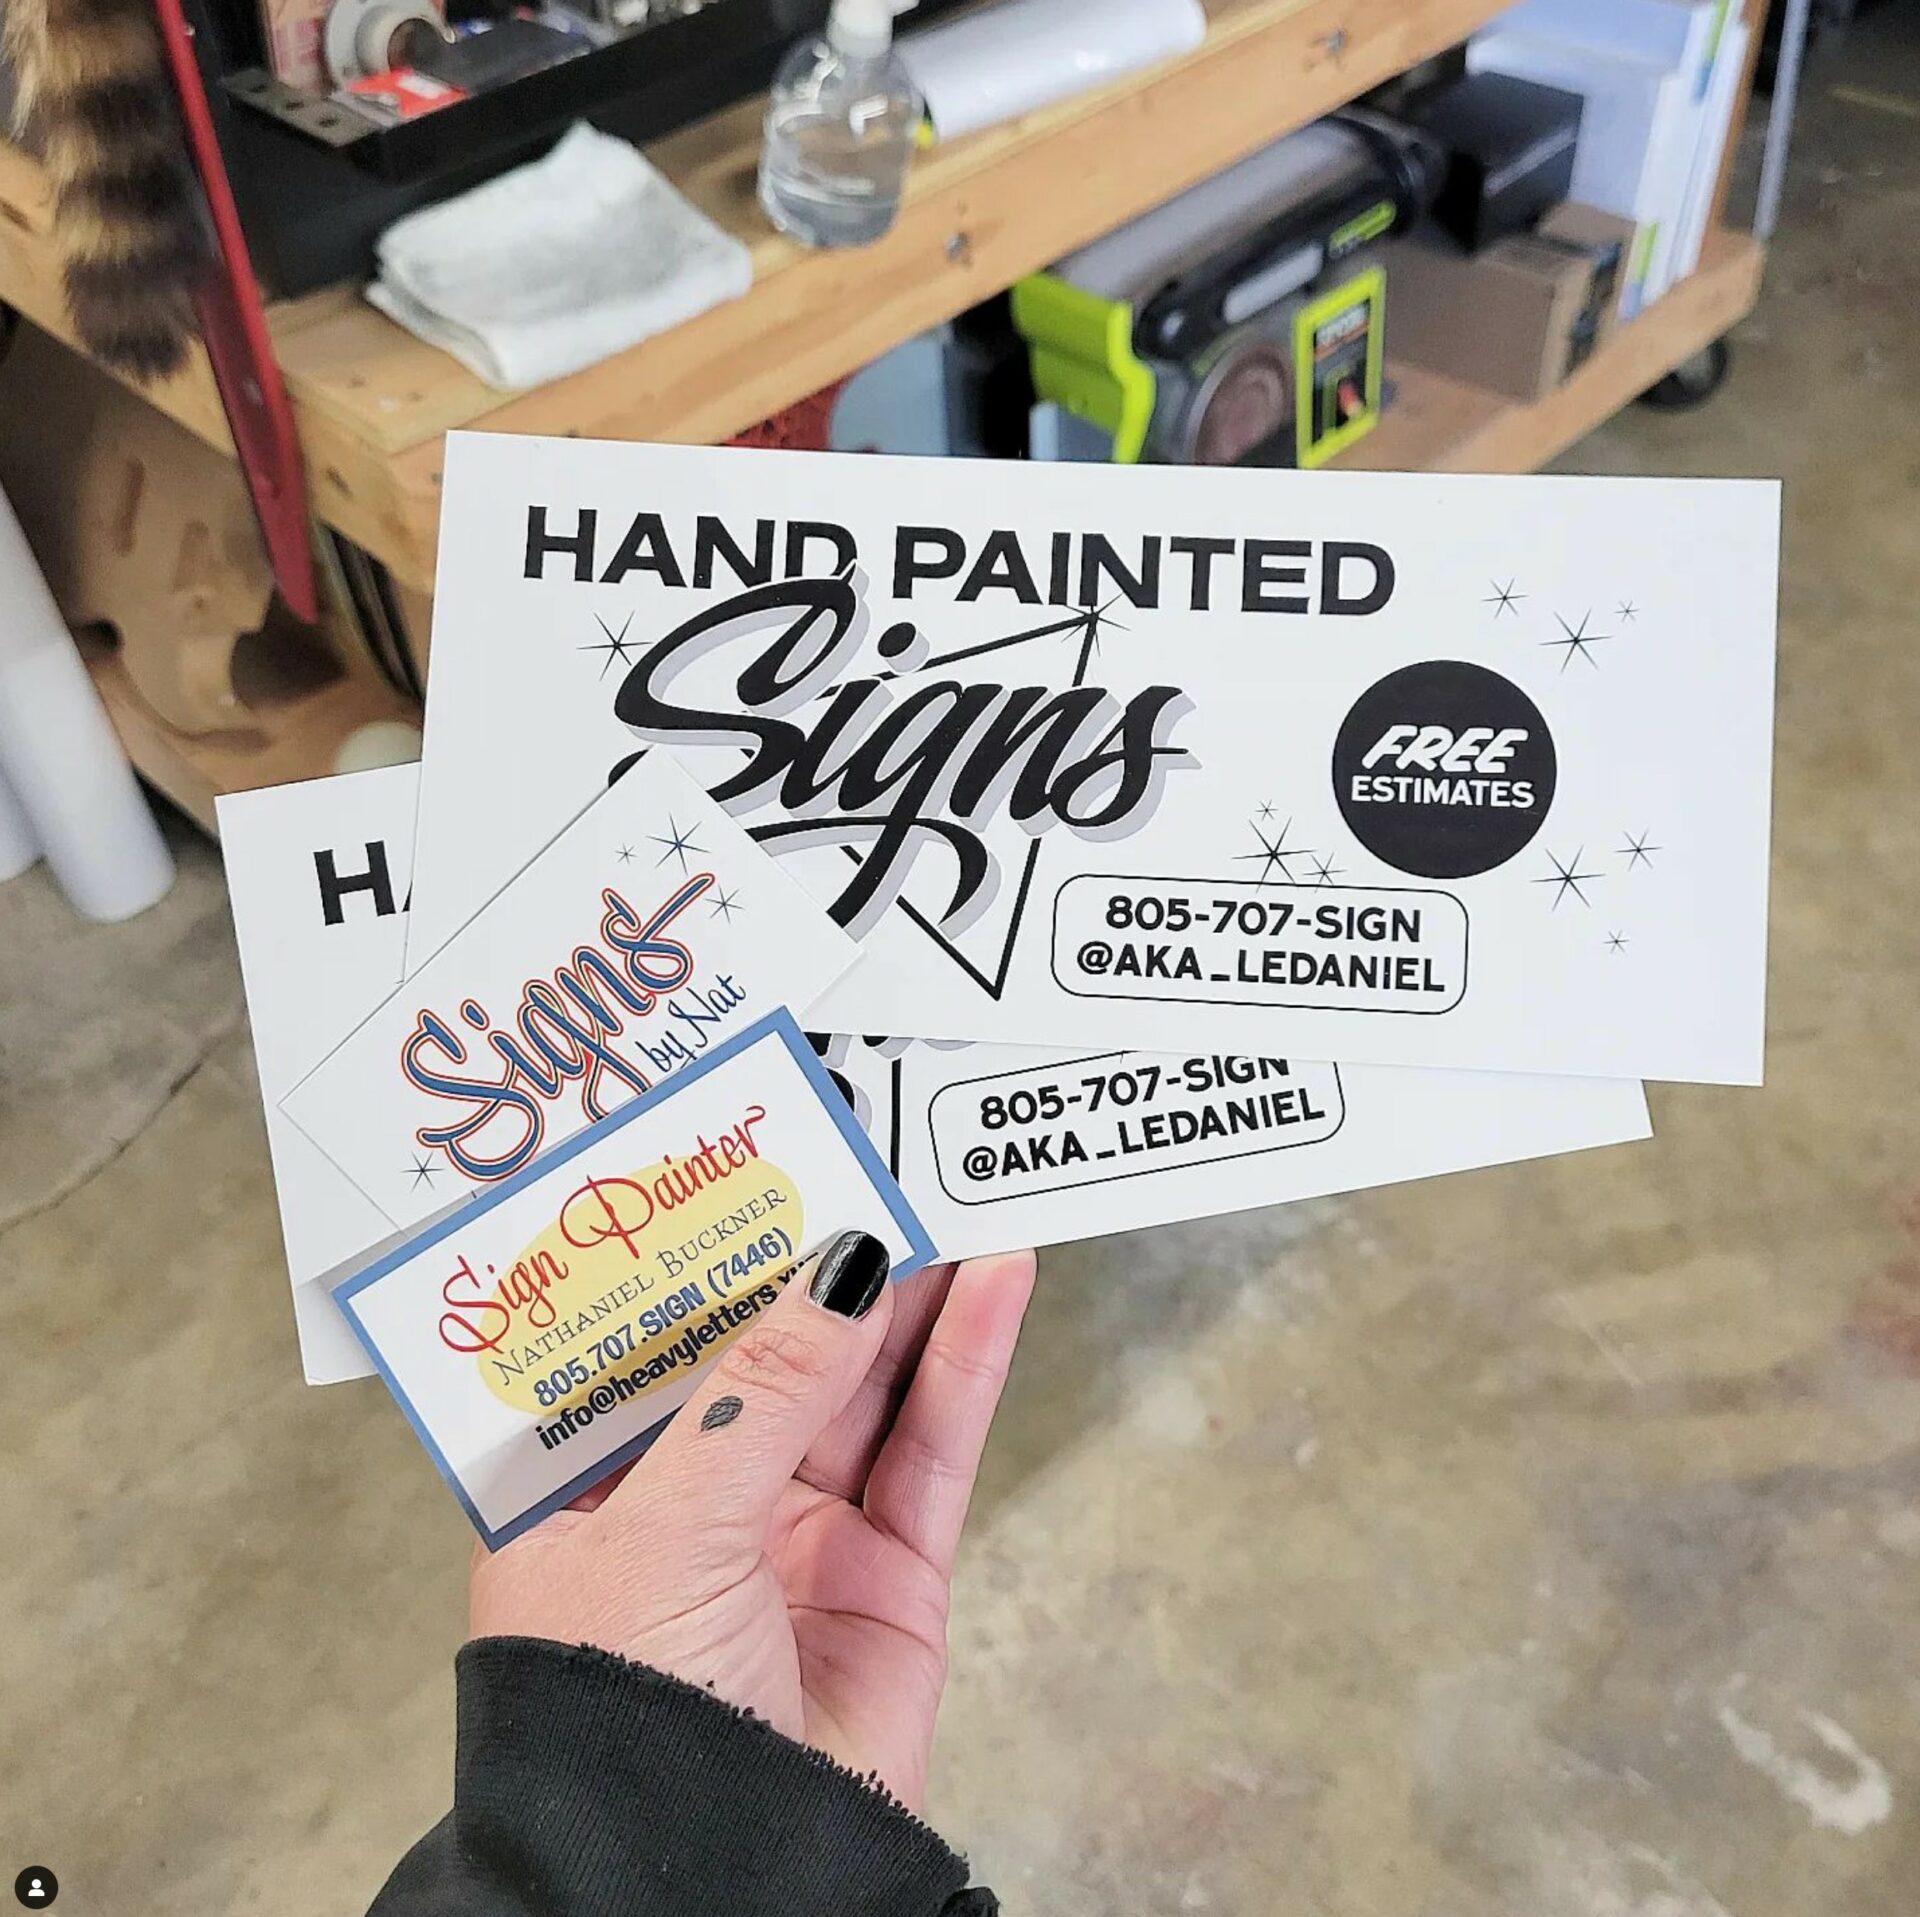 HAND PAINTED
Signs
FREE
ESTIMATES
805-707-SIGN
@AKA_LEDANIEL
HA
Signs
by Nat
805-707-SIGN
@AKA_LEDANIEL
Sign Painter
NATHANIEL BUCKNER
805.707.SIGN (7446)
info@heavyletters